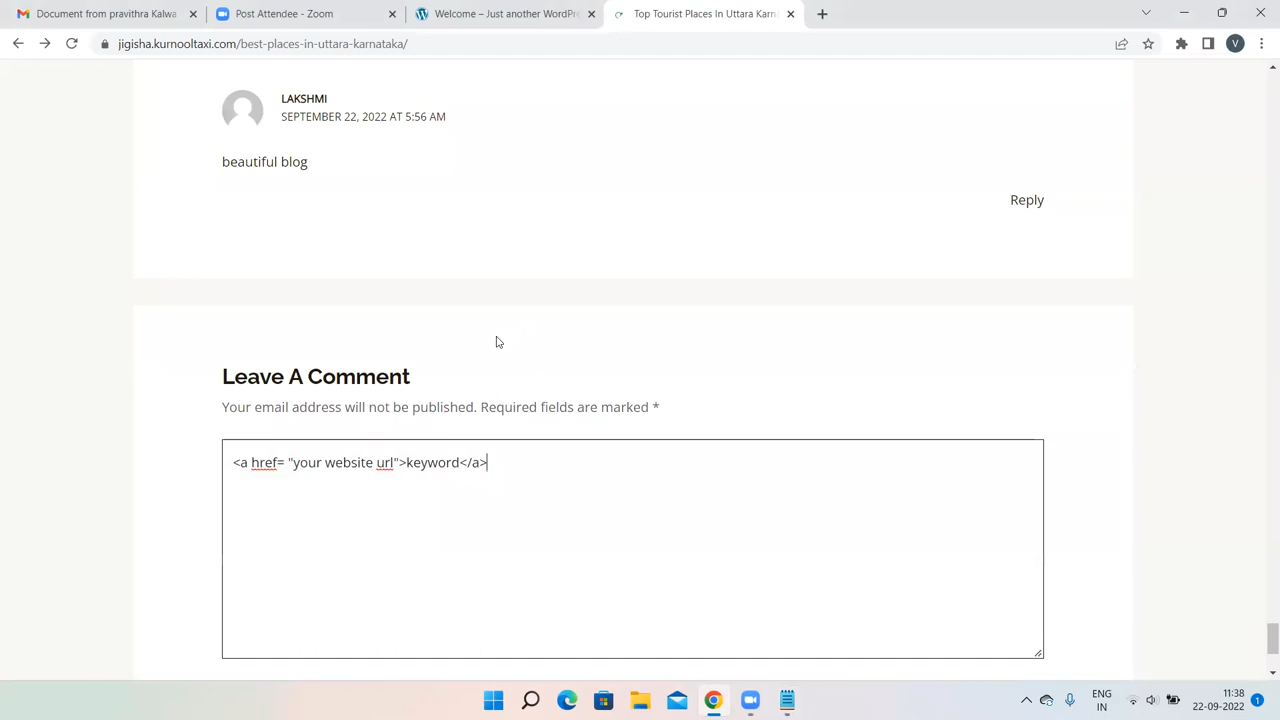 Document from pravithra Kalwa
Post Attendee - Zoom
Welcome – Just another WordPre
Top Tourist Places In Uttara Karn
jigisha.kurnooltaxi.com/best-places-in-uttara-karnataka/
V
LAKSHMI
SEPTEMBER 22, 2022 AT 5:56 AM
beautiful blog
Reply
Leave A Comment
Your email address will not be published. Required fields are marked *
<a href= "your website url">keyword</a>
ENG
IN
11:38
22-09-2022
1